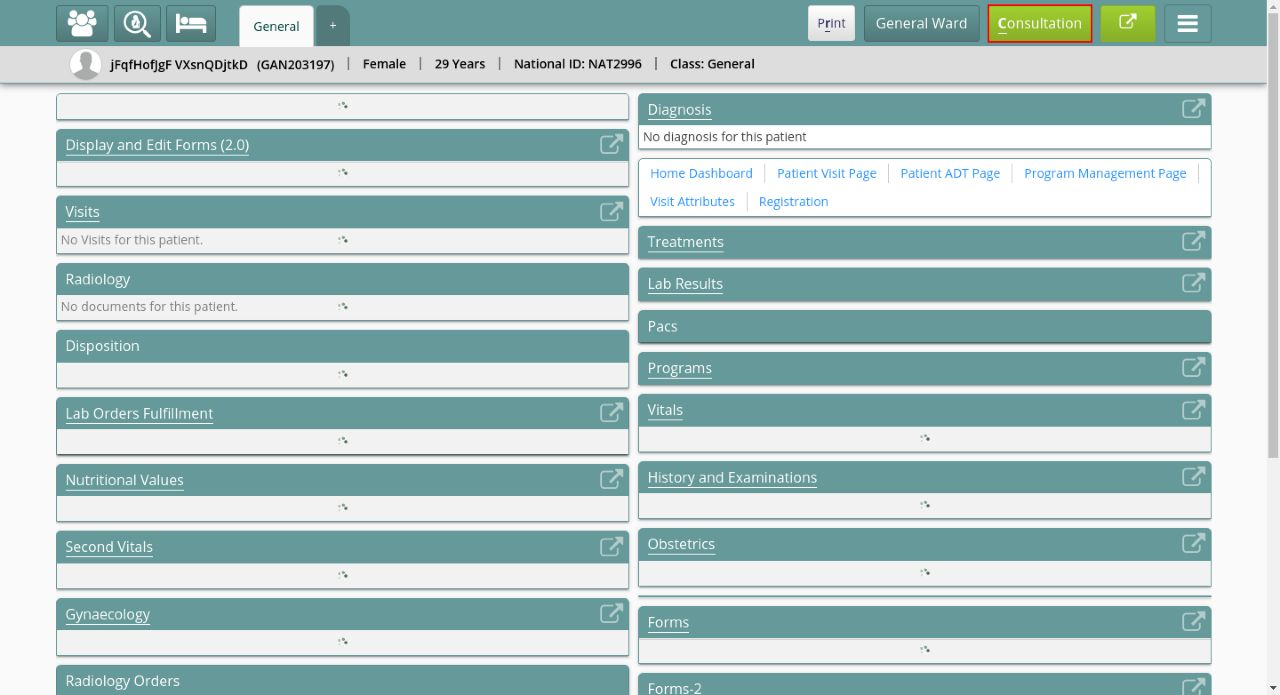 General
+
Print
General Ward
Consultation
jFqfHofJgF VXsnQDjtkD (GAN203197) | Female | 29 Years | National ID: NAT2996 | Class: General
Display and Edit Forms (2.0)
Visits
No Visits for this patient.
Radiology
No documents for this patient.
Disposition
Lab Orders Fulfillment
Nutritional Values
Second Vitals
Gynaecology
Radiology Orders
Diagnosis
No diagnosis for this patient
Home Dashboard | Patient Visit Page | Patient ADT Page | Program Management Page |
Visit Attributes | Registration
Treatments
Lab Results
Pacs
Programs
Vitals
History and Examinations
Obstetrics
Forms
Forms-2